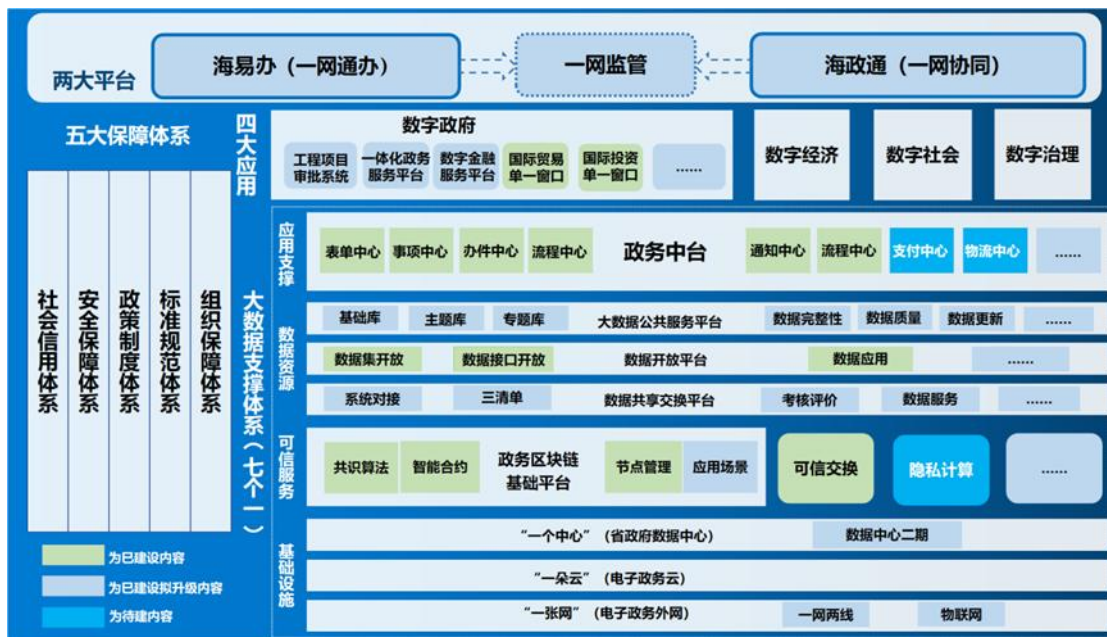 两大平台
海易办（一网通办）
一网监管
海政通（一网协同）
五大保障体系
社会信用体系
安全保障体系
政策制度体系
标准规范体系
组织保障体系
四大应用
数字政府
工程项目
审批系统
一体化政务
服务平台
数字金融
服务平台
国际贸易
单一窗口
国际投资
单一窗口
......
数字经济
数字社会
数字治理
大数据支撑体系（七个一）
应用支撑
表单中心
事项中心
办件中心
流程中心
政务中台
通知中心
流程中心
支付中心
物流中心
......
数据资源
基础库
主题库
专题库
大数据公共服务平台
数据完整性
数据质量
数据更新
......
数据集开放
数据接口开放
数据开放平台
数据应用
......
系统对接
三清单
数据共享交换平台
考核评价
数据服务
......
可信服务
共识算法
智能合约
政务区块链
基础平台
节点管理
应用场景
可信交换
隐私计算
......
基础设施
“一个中心”（省政府数据中心）
数据中心二期
“一朵云”（电子政务云）
“一张网”（电子政务外网）
一网两线
物联网
为已建设内容
为已建设拟升级内容
为待建内容